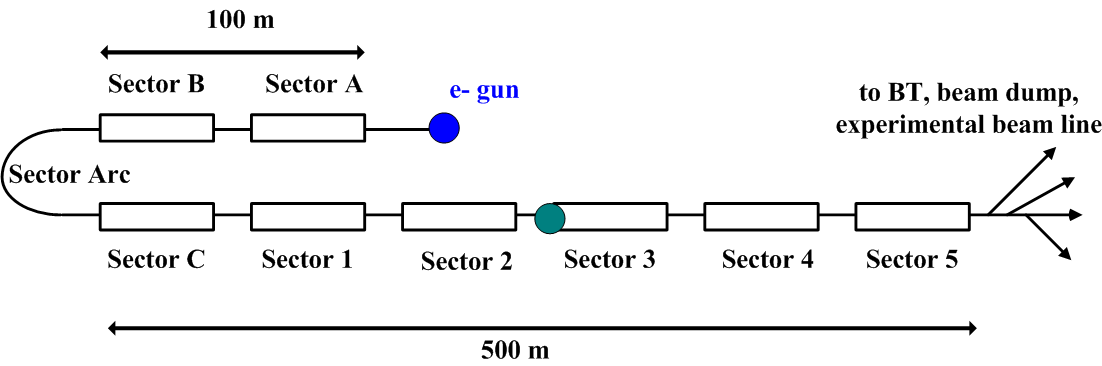 100 m
Sector B
Sector A
e- gun
to BT, beam dump,
experimental beam line
Sector Arc
Sector C
Sector 1
Sector 2
Sector 3
Sector 4
Sector 5
500 m